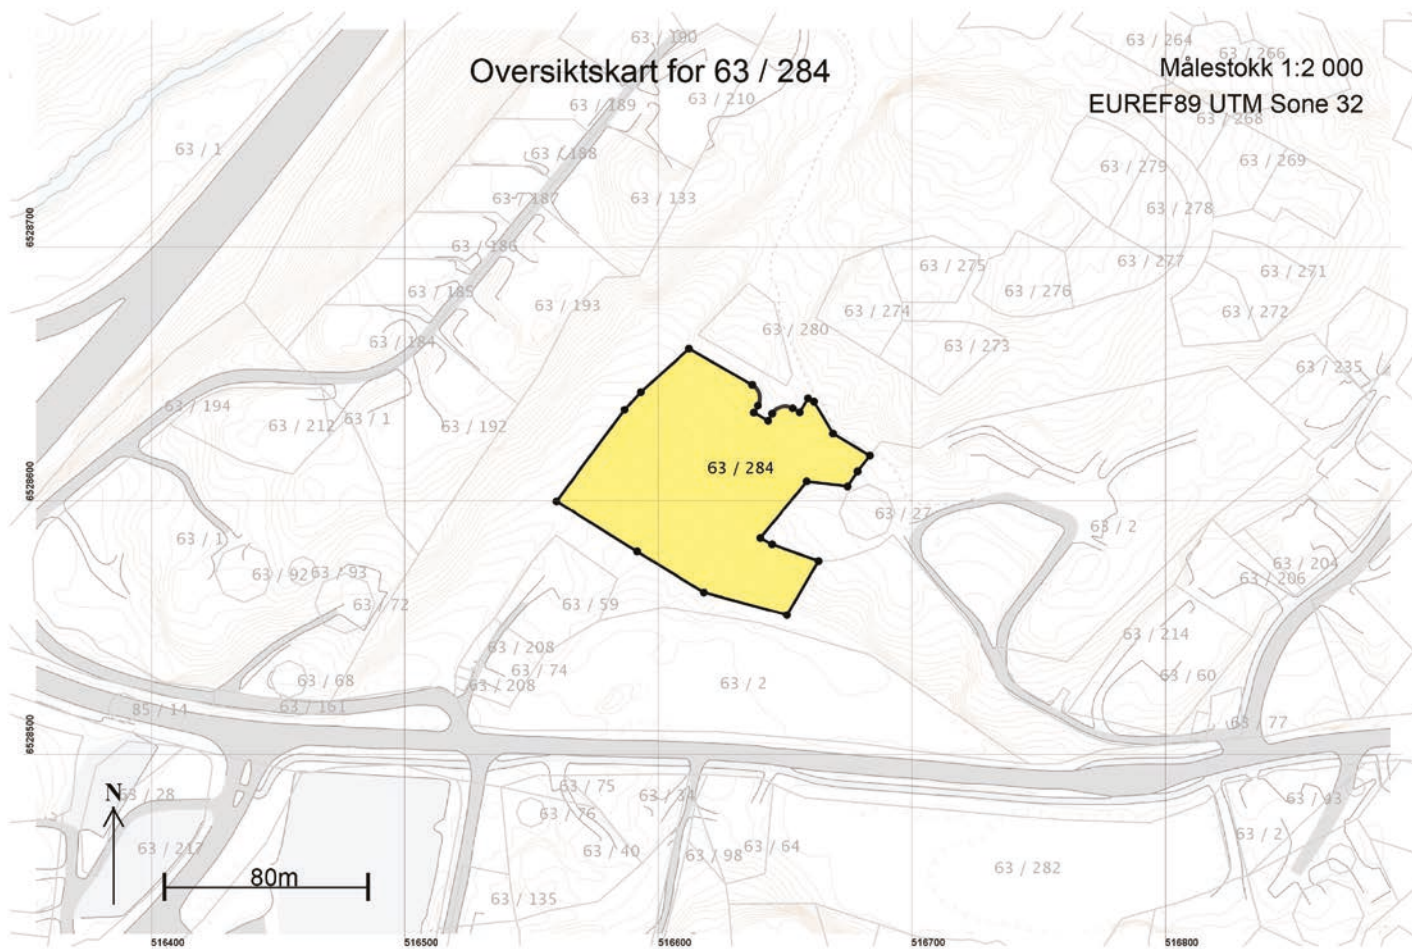 Oversiktskart for 63 / 284
Målestokk 1:2 000
EUREF89 UTM Sone 32
63 / 190
63 / 264
63 / 266
63 / 189
63 / 210
63 / 268
63 / 1
63 / 188
63 / 279
63 / 269
63 / 187
63 / 133
63 / 278
6528700
63 / 186
63 / 275
63 / 277
63 / 271
63 / 185
63 / 193
63 / 276
63 / 274
63 / 272
63 / 280
63 / 184
63 / 273
63 / 235
63 / 194
63 / 212
63 / 1
63 / 192
63 / 284
6528600
63 / 27
63 / 2
63 / 1
63 / 92
63 / 93
63 / 204
63 / 206
63 / 72
63 / 59
63 / 214
63 / 208
63 / 74
63 / 60
63 / 68
63 / 208
63 / 2
63 / 161
85 / 14
63 / 77
6528500
N
63 / 28
63 / 75
63 / 34
63 / 43
63 / 76
63 / 2
63 / 217
63 / 40
63 / 98
63 / 64
63 / 282
80m
63 / 135
516400
516500
516600
516700
516800